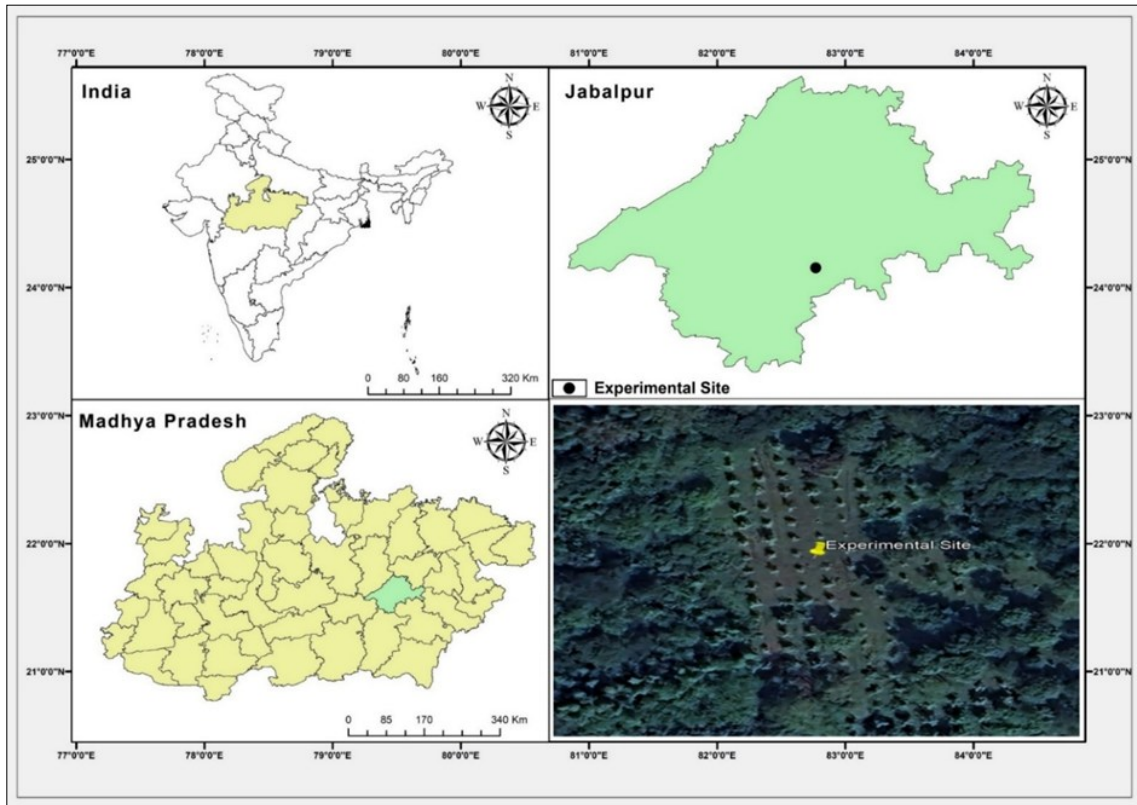 77°0'0"E 78°0'0"E 79°0'0"E 80°0'0"E 81°0'0"E 82°0'0"E 83°0'0"E 84°0'0"E
India
N
W E
S
Jabalpur
N
W E
S
25°0'0"N
25°0'0"N
24°0'0"N
24°0'0"N
0 80 160 320 Km
Experimental Site
23°0'0"N
23°0'0"N
Madhya Pradesh
N
W E
S
22°0'0"N
Experimental Site
22°0'0"N
21°0'0"N
21°0'0"N
0 85 170 340 Km
77°0'0"E 78°0'0"E 79°0'0"E 80°0'0"E 81°0'0"E 82°0'0"E 83°0'0"E 84°0'0"E